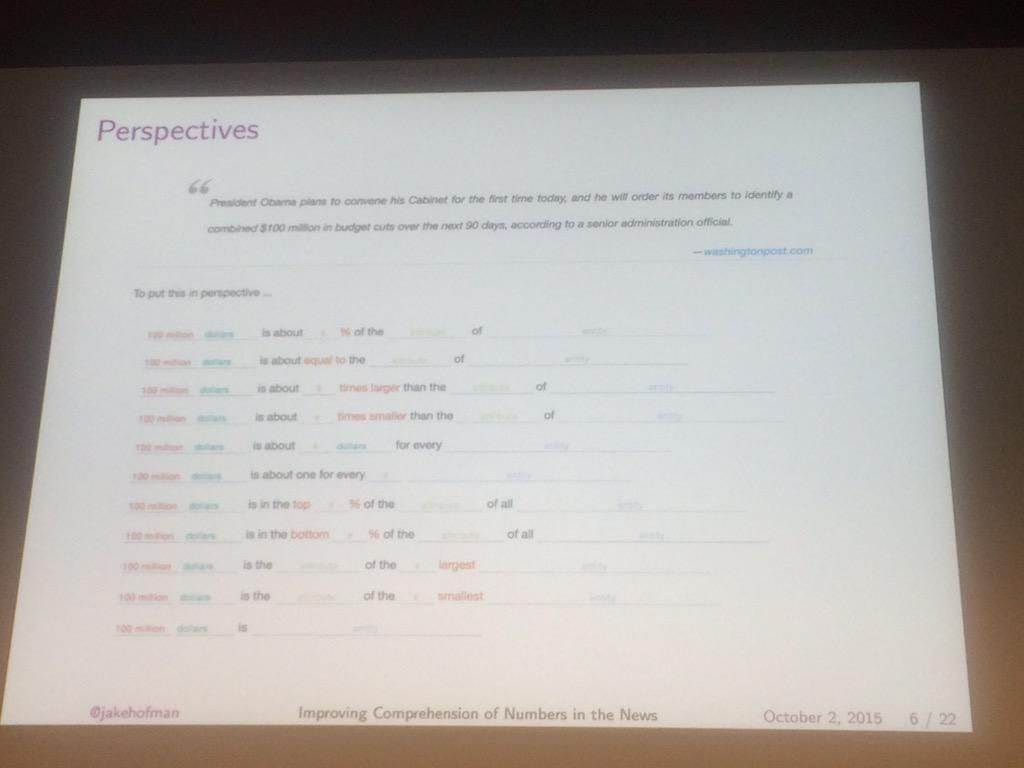 Perspectives
“
President Obama plans to convene his Cabinet for the first time today, and he will order its members to identify a
combined $100 million in budget cuts over the next 90 days, according to a senior administration official.
—washingtonpost.com
To put this in perspective ...
100 million dollars is about # % of the attribute of entity
100 million dollars is about equal to the attribute of entity
100 million dollars is about # times larger than the attribute of entity
100 million dollars is about # times smaller than the attribute of entity
100 million dollars is about # dollars for every entity
100 million dollars is about one for every # entity
100 million dollars is in the top # % of the attribute of all entity
100 million dollars is in the bottom # % of the attribute of all entity
100 million dollars is the attribute of the # largest entity
100 million dollars is the attribute of the # smallest entity
100 million dollars is entity
@jakehofman Improving Comprehension of Numbers in the News October 2, 2015 6 / 22